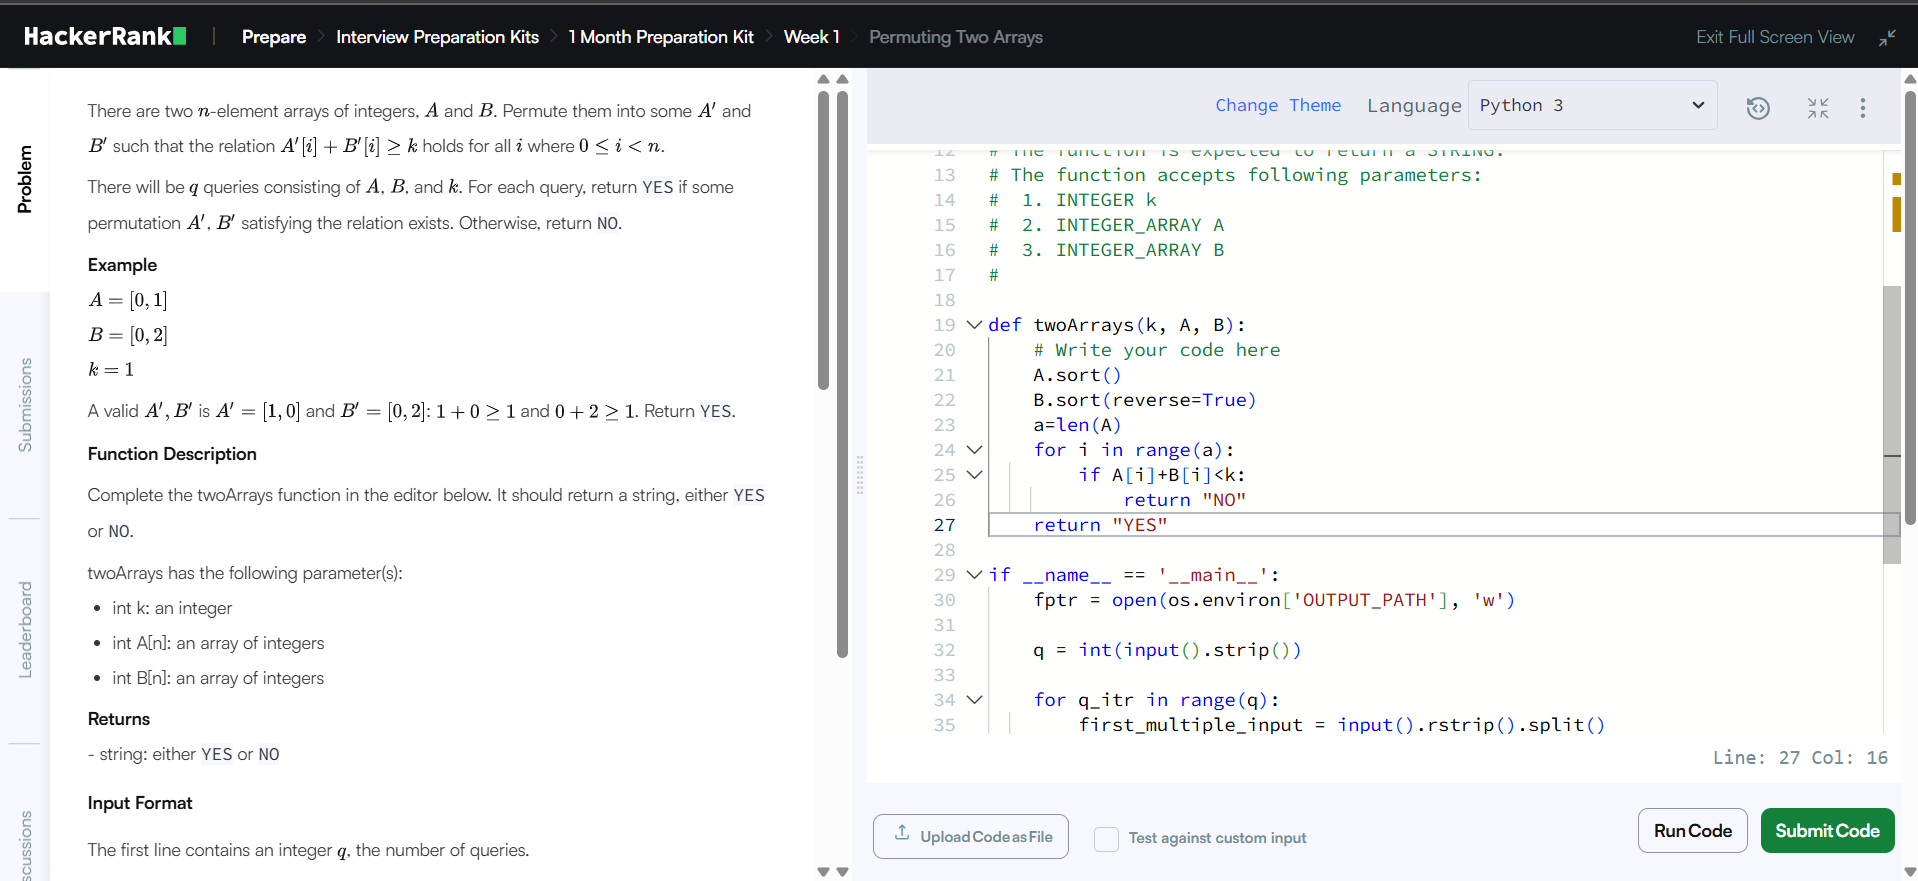 HackerRank | Prepare > Interview Preparation Kits > 1 Month Preparation Kit > Week 1 > Permuting Two Arrays
Exit Full Screen View
Problem
Submissions
Leaderboard
There are two n-element arrays of integers, A and B. Permute them into some A′ and
B′ such that the relation A′[i] + B′[i] ≥ k holds for all i where 0 ≤ i < n.
There will be q queries consisting of A, B, and k. For each query, return YES if some
permutation A′, B′ satisfying the relation exists. Otherwise, return NO.
Example
A = [0, 1]
B = [0, 2]
k = 1
A valid A′, B′ is A′ = [1, 0] and B′ = [0, 2]: 1 + 0 ≥ 1 and 0 + 2 ≥ 1. Return YES.
Function Description
Complete the twoArrays function in the editor below. It should return a string, either YES
or NO.
twoArrays has the following parameter(s):
• int k: an integer
• int A[n]: an array of integers
• int B[n]: an array of integers
Returns
- string: either YES or NO
Input Format
The first line contains an integer q, the number of queries.
Change Theme Language Python 3
12 # The function is expected to return a STRING.
13 # The function accepts following parameters:
14 #  1. INTEGER k
15 #  2. INTEGER_ARRAY A
16 #  3. INTEGER_ARRAY B
17 #
18
19 def twoArrays(k, A, B):
20     # Write your code here
21     A.sort()
22     B.sort(reverse=True)
23     a=len(A)
24     for i in range(a):
25         if A[i]+B[i]<k:
26             return "NO"
27     return "YES"
28
29 if __name__ == '__main__':
30     fptr = open(os.environ['OUTPUT_PATH'], 'w')
31
32     q = int(input().strip())
33
34     for q_itr in range(q):
35         first_multiple_input = input().rstrip().split()
Line: 27 Col: 16
Upload Code as File
Test against custom input
Run Code
Submit Code